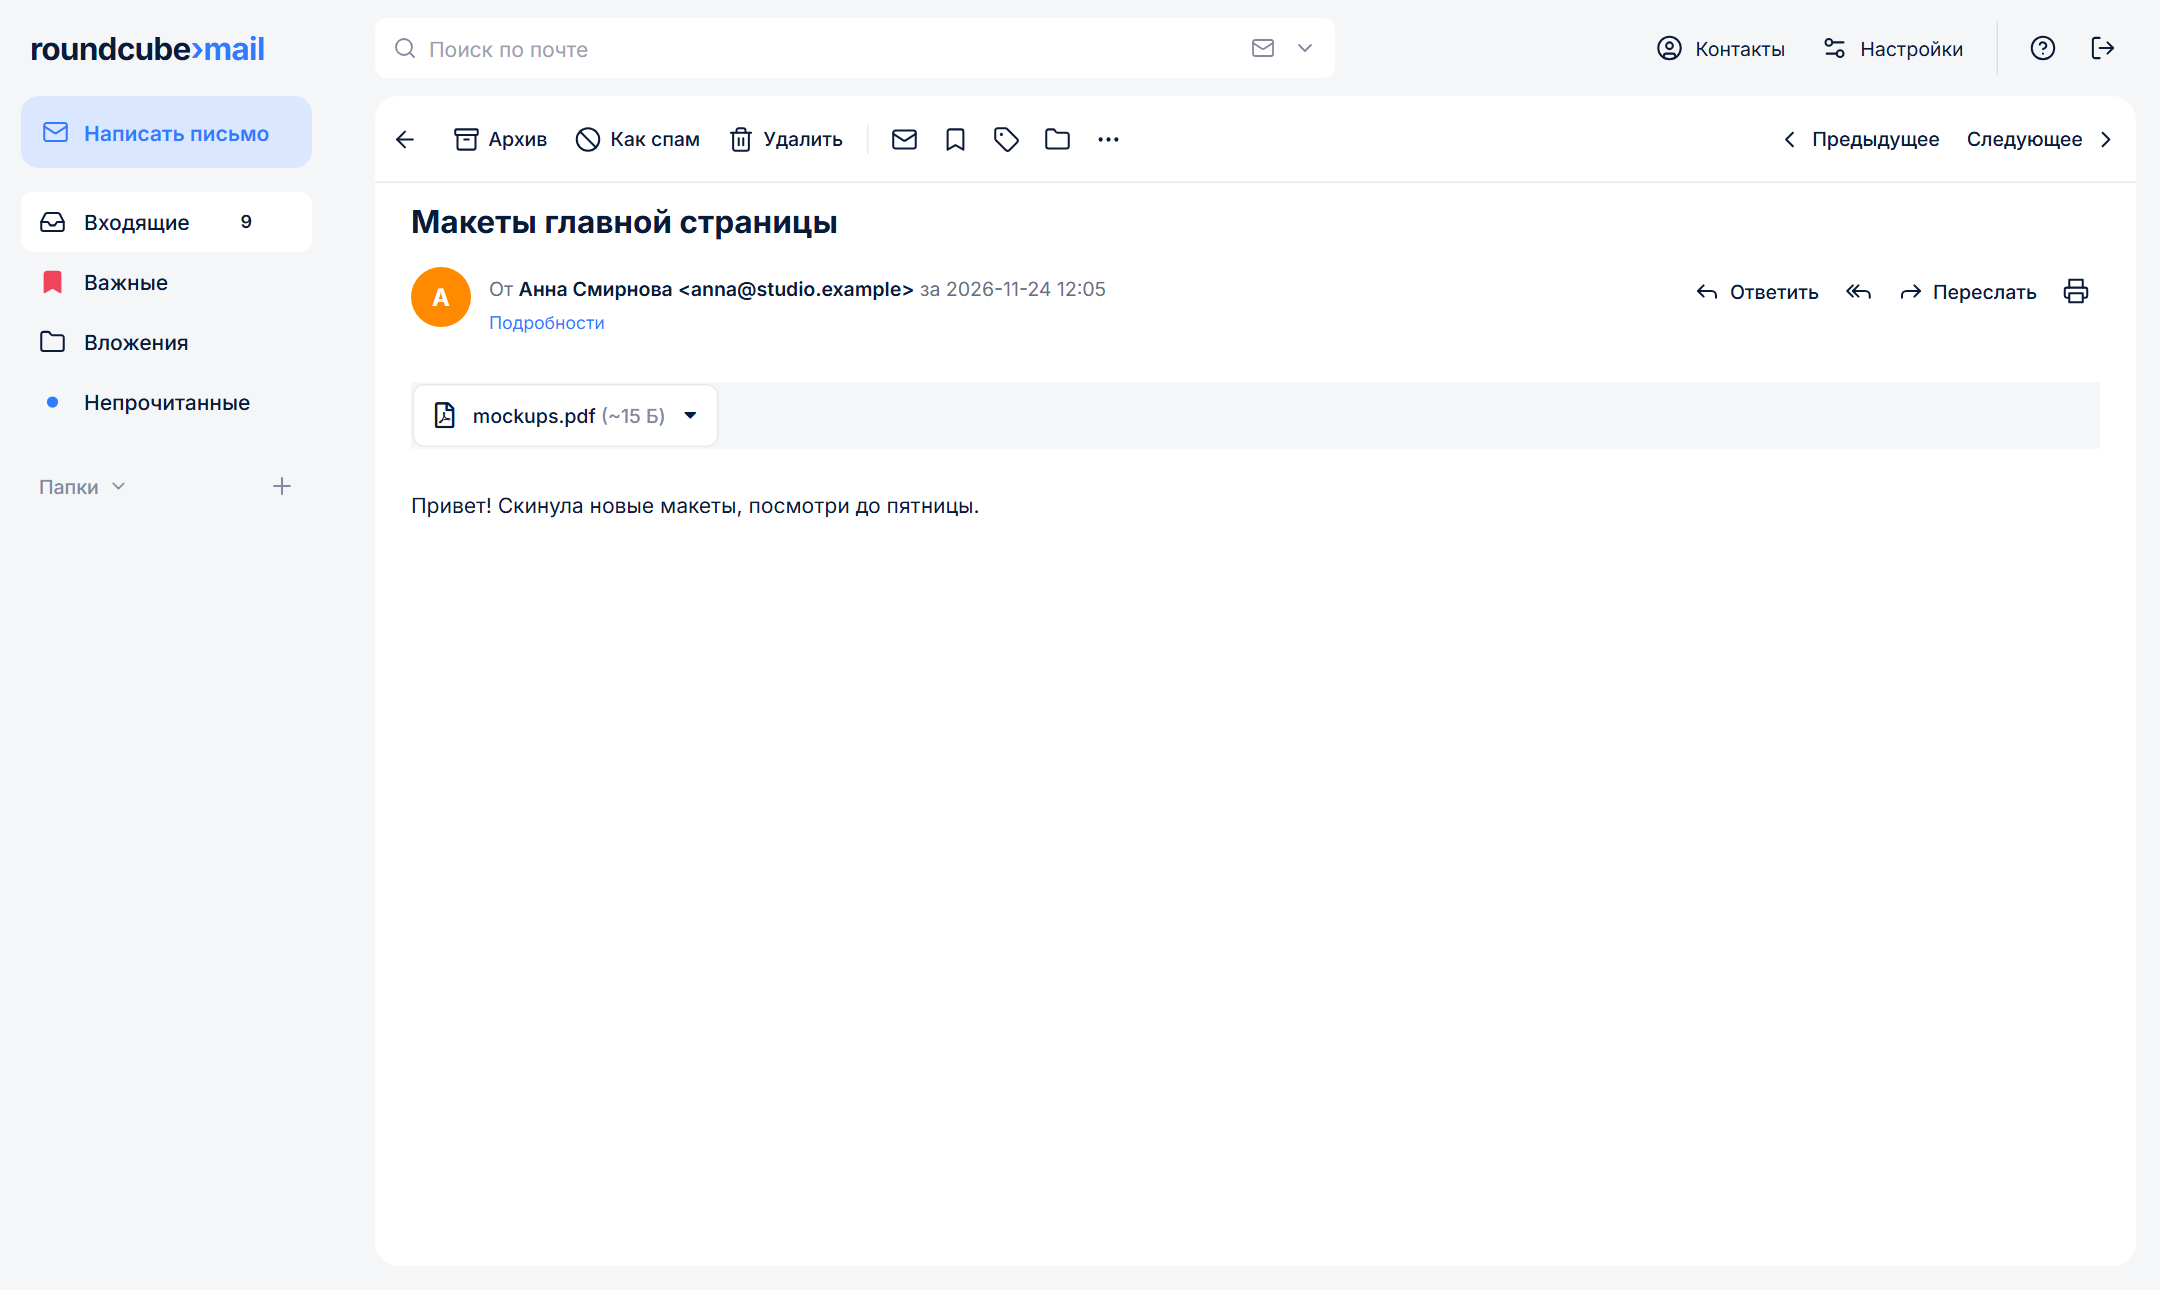 roundcube›mail
Поиск по почте
Контакты
Настройки
Написать письмо
Входящие 9
Важные
Вложения
Непрочитанные
Папки
Архив
Как спам
Удалить
Предыдущее
Следующее
Макеты главной страницы
А
От Анна Смирнова <anna@studio.example> за 2026-11-24 12:05
Подробности
Ответить
Переслать
mockups.pdf (~15 Б)
Привет! Скинула новые макеты, посмотри до пятницы.